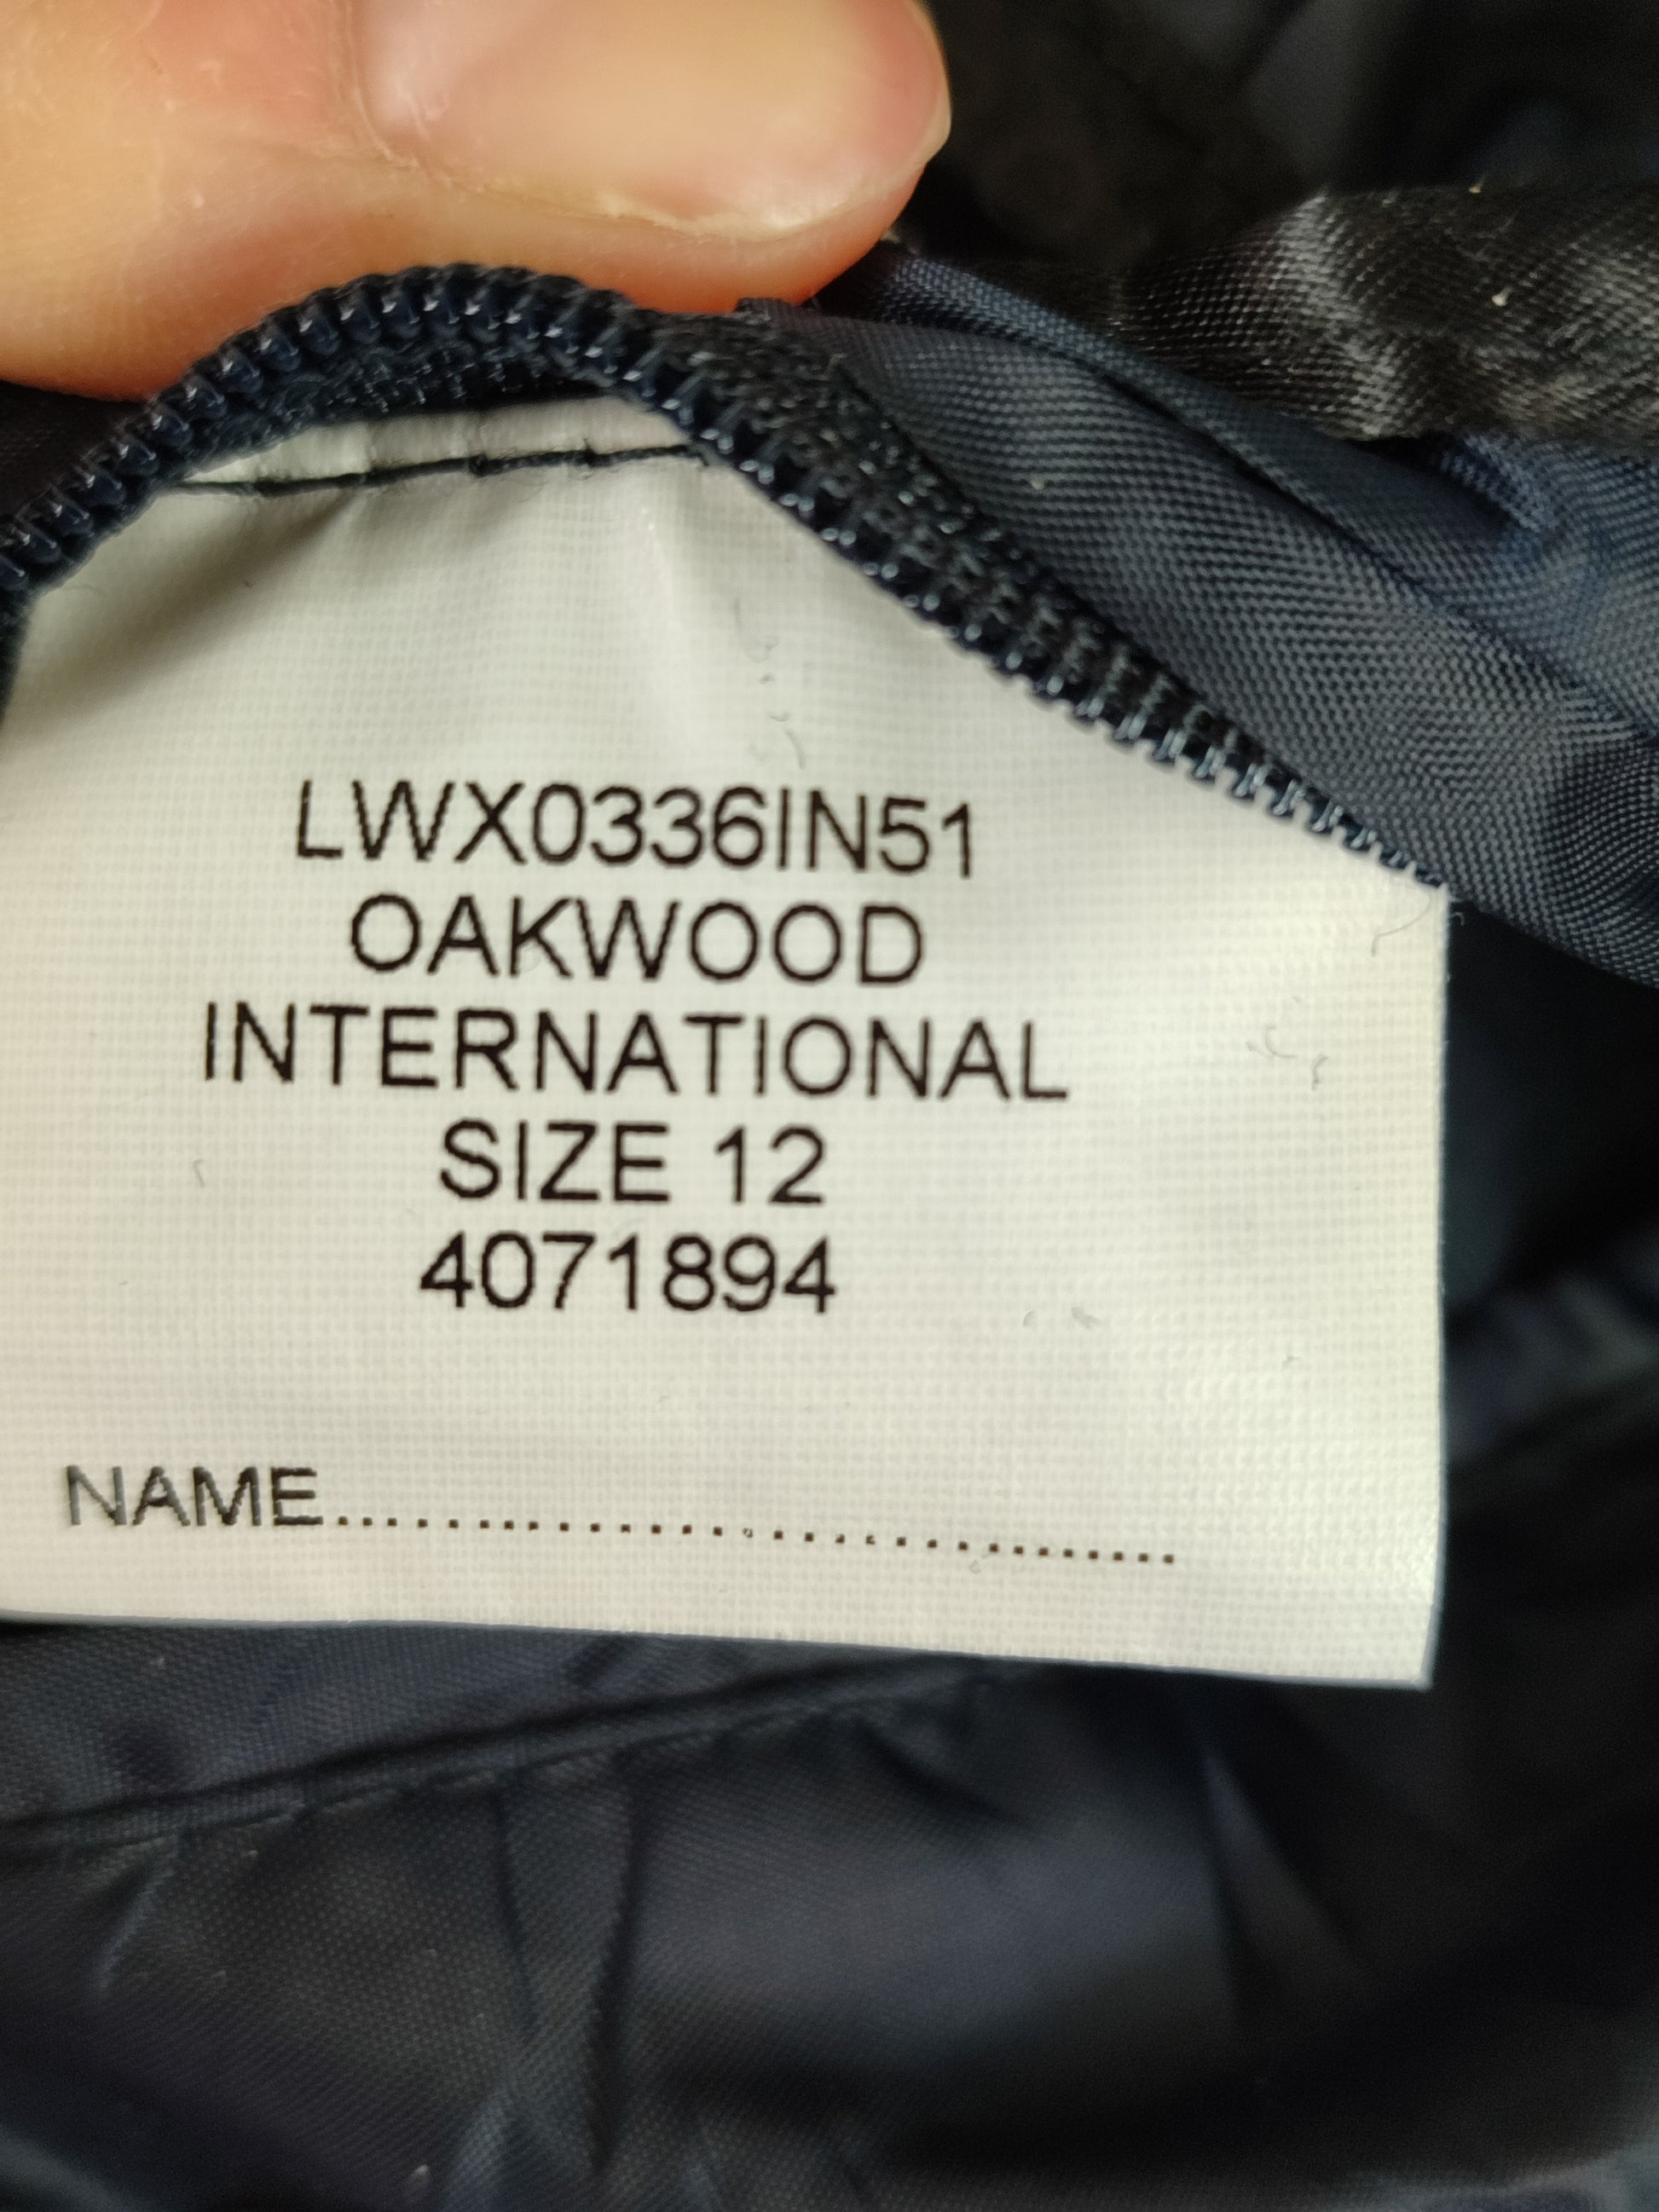 LWX0336IN51
OAKWOOD
INTERNATIONAL
SIZE 12
4071894
NAME..............................